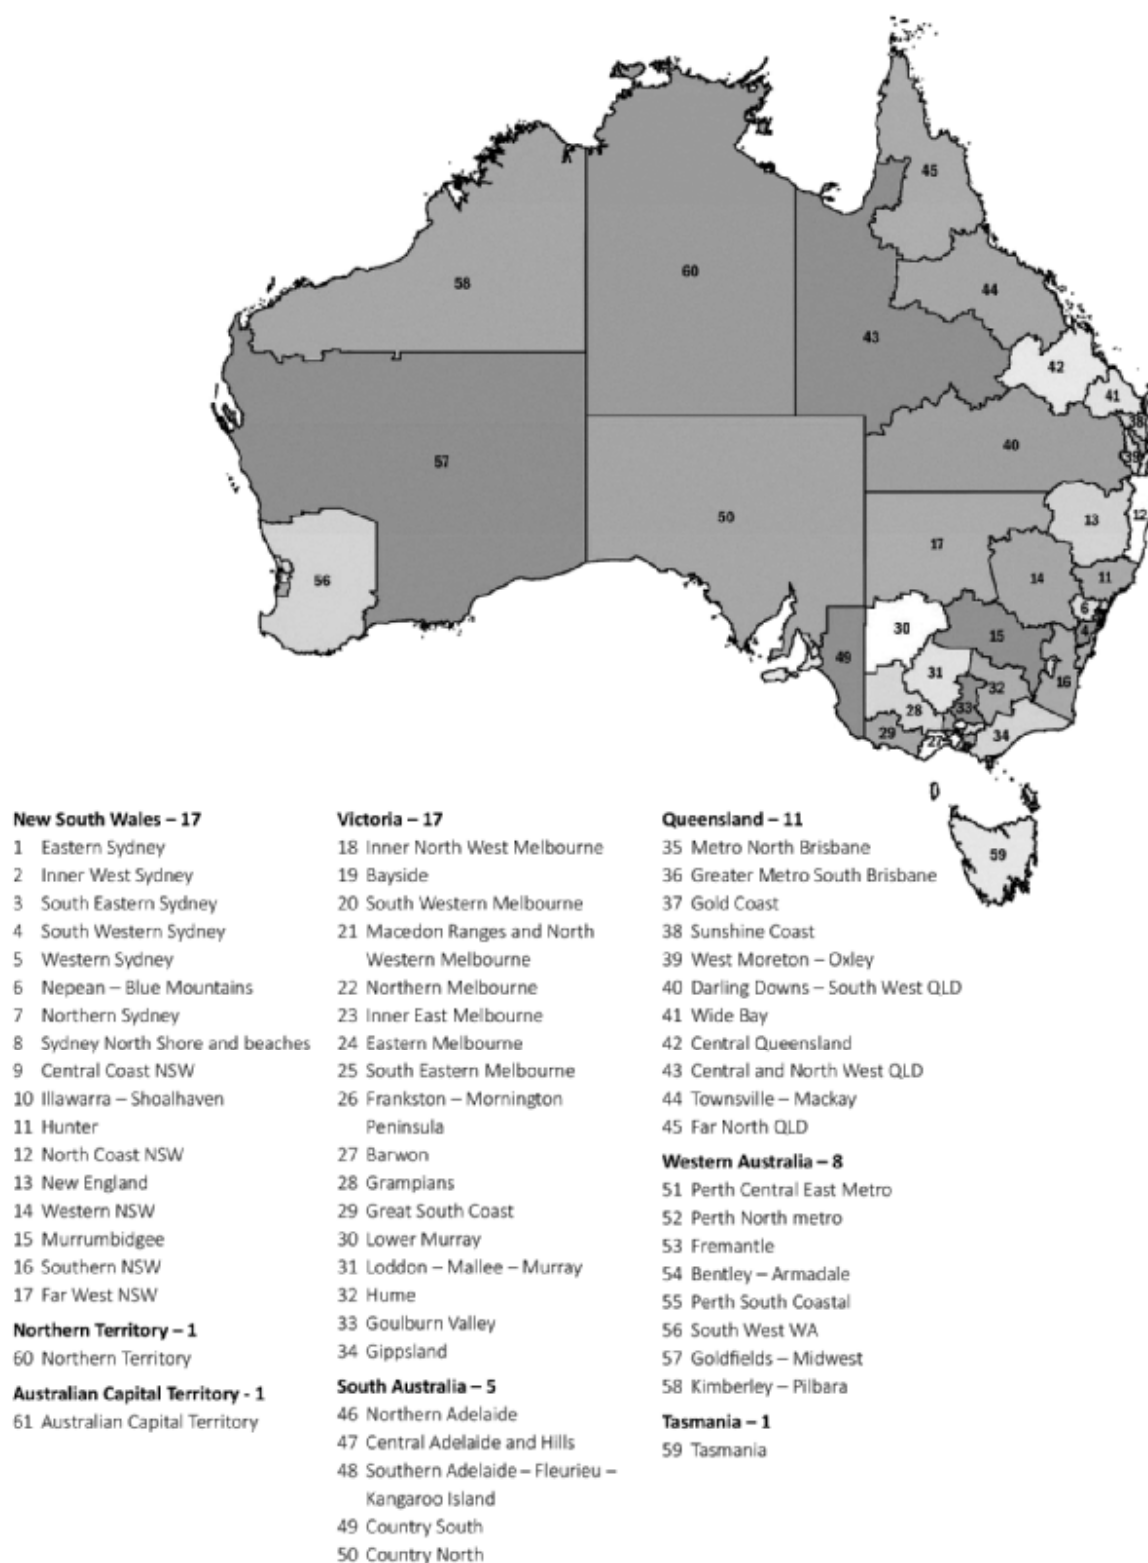 45
58
60
44
43
42
41
38
40
39
57
50
13
12
17
56
14
11
6
30
15
4
49
31
16
32
28
33
29
34
27
59
New South Wales – 17
1 Eastern Sydney
2 Inner West Sydney
3 South Eastern Sydney
4 South Western Sydney
5 Western Sydney
6 Nepean – Blue Mountains
7 Northern Sydney
8 Sydney North Shore and beaches
9 Central Coast NSW
10 Illawarra – Shoalhaven
11 Hunter
12 North Coast NSW
13 New England
14 Western NSW
15 Murrumbidgee
16 Southern NSW
17 Far West NSW
Northern Territory – 1
60 Northern Territory
Australian Capital Territory - 1
61 Australian Capital Territory
Victoria – 17
18 Inner North West Melbourne
19 Bayside
20 South Western Melbourne
21 Macedon Ranges and North
Western Melbourne
22 Northern Melbourne
23 Inner East Melbourne
24 Eastern Melbourne
25 South Eastern Melbourne
26 Frankston – Mornington
Peninsula
27 Barwon
28 Grampians
29 Great South Coast
30 Lower Murray
31 Loddon – Mallee – Murray
32 Hume
33 Goulburn Valley
34 Gippsland
South Australia – 5
46 Northern Adelaide
47 Central Adelaide and Hills
48 Southern Adelaide – Fleurieu –
Kangaroo Island
49 Country South
50 Country North
Queensland – 11
35 Metro North Brisbane
36 Greater Metro South Brisbane
37 Gold Coast
38 Sunshine Coast
39 West Moreton – Oxley
40 Darling Downs – South West QLD
41 Wide Bay
42 Central Queensland
43 Central and North West QLD
44 Townsville – Mackay
45 Far North QLD
Western Australia – 8
51 Perth Central East Metro
52 Perth North metro
53 Fremantle
54 Bentley – Armadale
55 Perth South Coastal
56 South West WA
57 Goldfields – Midwest
58 Kimberley – Pilbara
Tasmania – 1
59 Tasmania